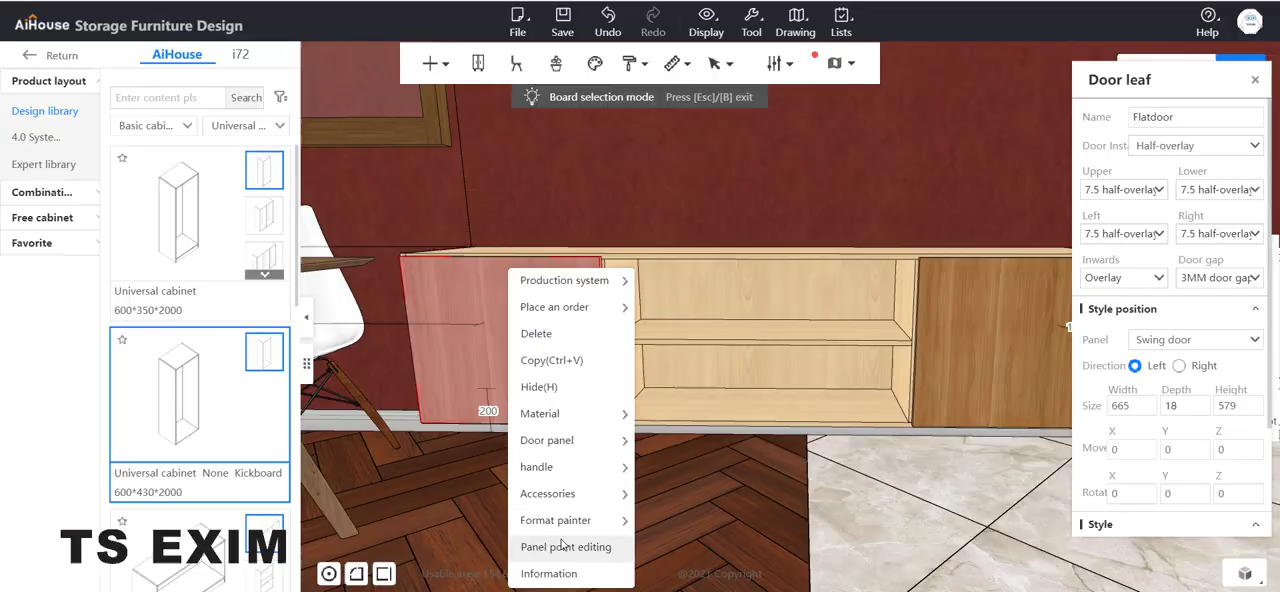 AiHouse Storage Furniture Design
File
Save
Undo
Redo
Display
Tool
Drawing
Lists
Help
Return
AiHouse
i72
Product layout
Design library
4.0 Syste...
Expert library
Combinati...
Free cabinet
Favorite
Enter content pls
Search
Basic cabi...
Universal ...
Universal cabinet
600*350*2000
Universal cabinet None Kickboard
600*430*2000
TS EXIM
Board selection mode Press [Esc]/[B] exit
200
Production system
Place an order
Delete
Copy(Ctrl+V)
Hide(H)
Material
Door panel
handle
Accessories
Format painter
Panel point editing
Information
Usable area
@2021 Copyright
Door leaf
Name Flatdoor
Door Insta Half-overlay
Upper Lower
7.5 half-overlay 7.5 half-overlay
Left Right
7.5 half-overlay 7.5 half-overlay
Inwards Door gap
Overlay 3MM door gap
Style position
Panel Swing door
Direction Left Right
Width Depth Height
Size 665 18 579
X Y Z
Move 0 0 0
X Y Z
Rotat 0 0 0
Style